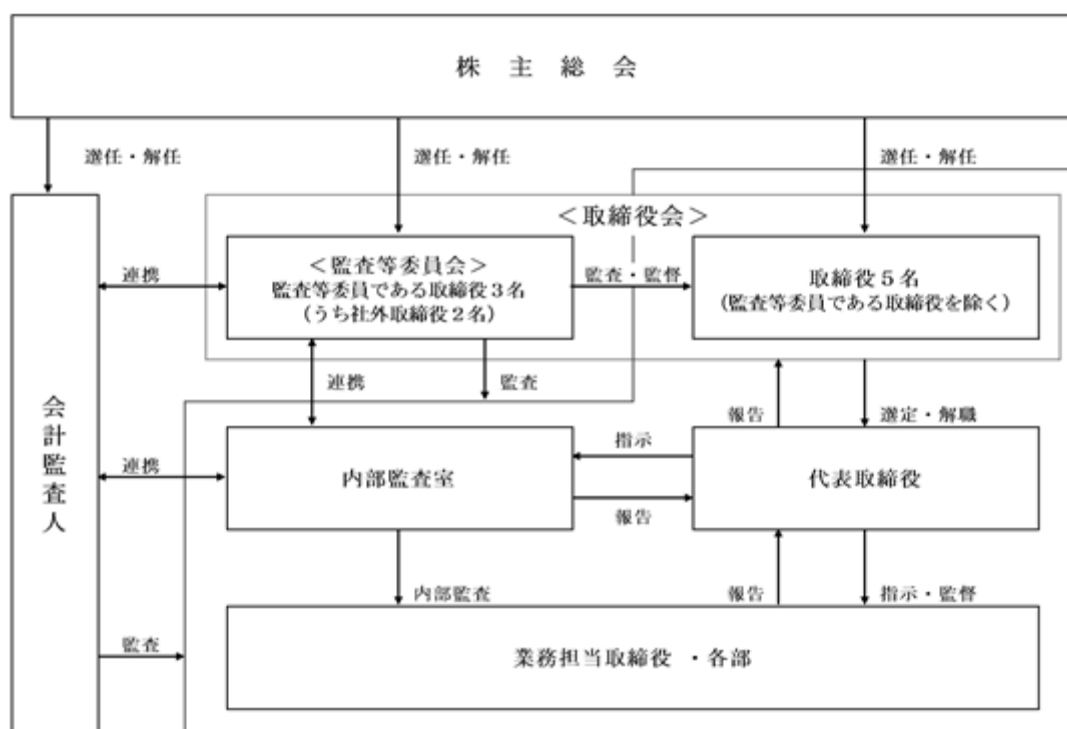 株 主 総 会
選任・解任
選任・解任
選任・解任
＜取締役会＞
＜監査等委員会＞
監査等委員である取締役３名
（うち社外取締役２名）
連携
監査・監督
取締役５名
（監査等委員である取締役を除く）
連携
監査
報告
選定・解職
会計監査人
連携
内部監査室
指示
報告
代表取締役
内部監査
報告
指示・監督
監査
業務担当取締役 ・各部